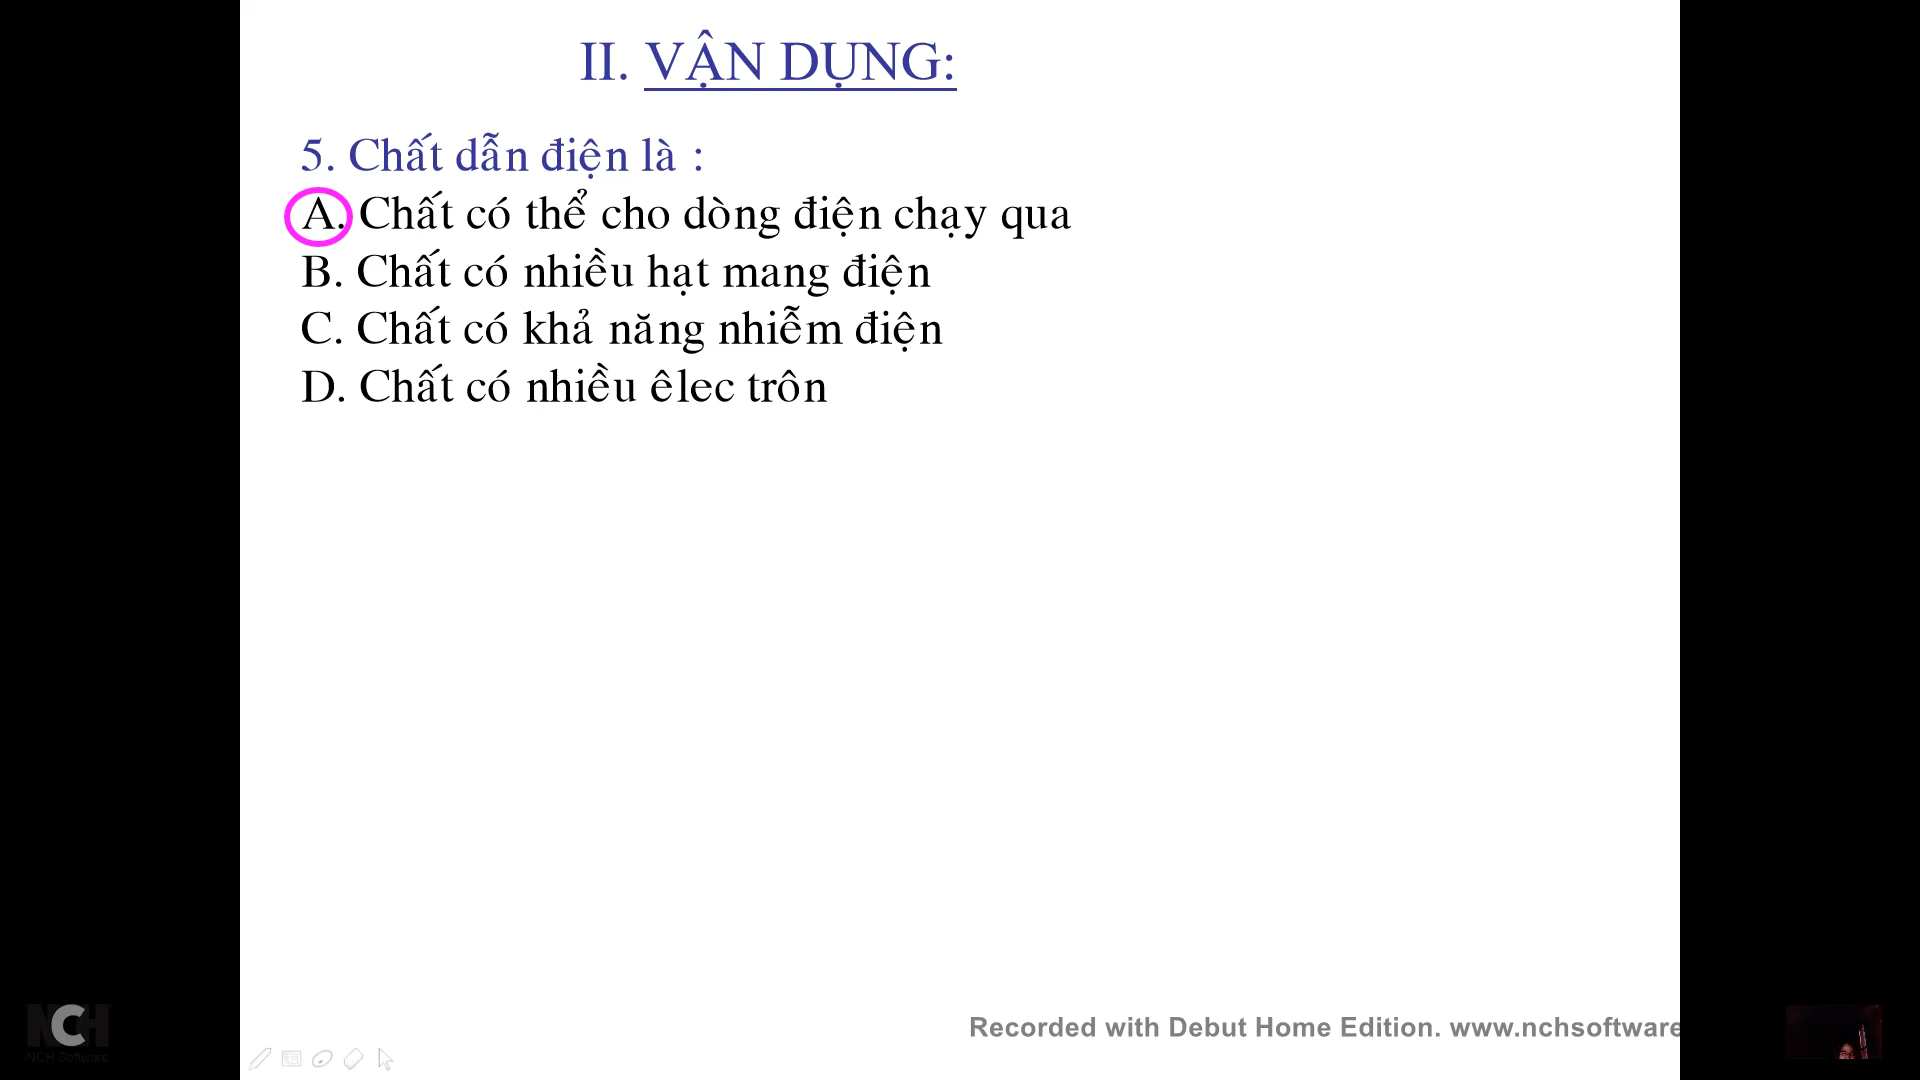 II. VẬN DỤNG:
5. Chất dẫn điện là :
A. Chất có thể cho dòng điện chạy qua
B. Chất có nhiều hạt mang điện
C. Chất có khả năng nhiễm điện
D. Chất có nhiều êlec trôn
Recorded with Debut Home Edition. www.nchsoftware
NCH
NCH Software